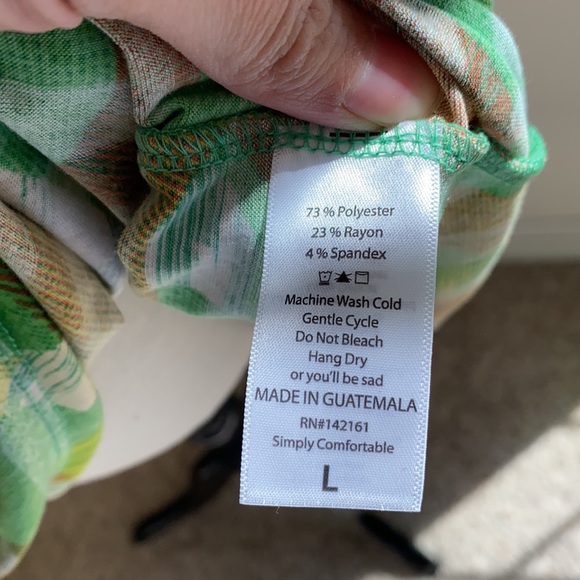 73 % Polyester
23 % Rayon
4 % Spandex
Machine Wash Cold
Gentle Cycle
Do Not Bleach
Hang Dry
or you'll be sad
MADE IN GUATEMALA
RN#142161
Simply Comfortable
L